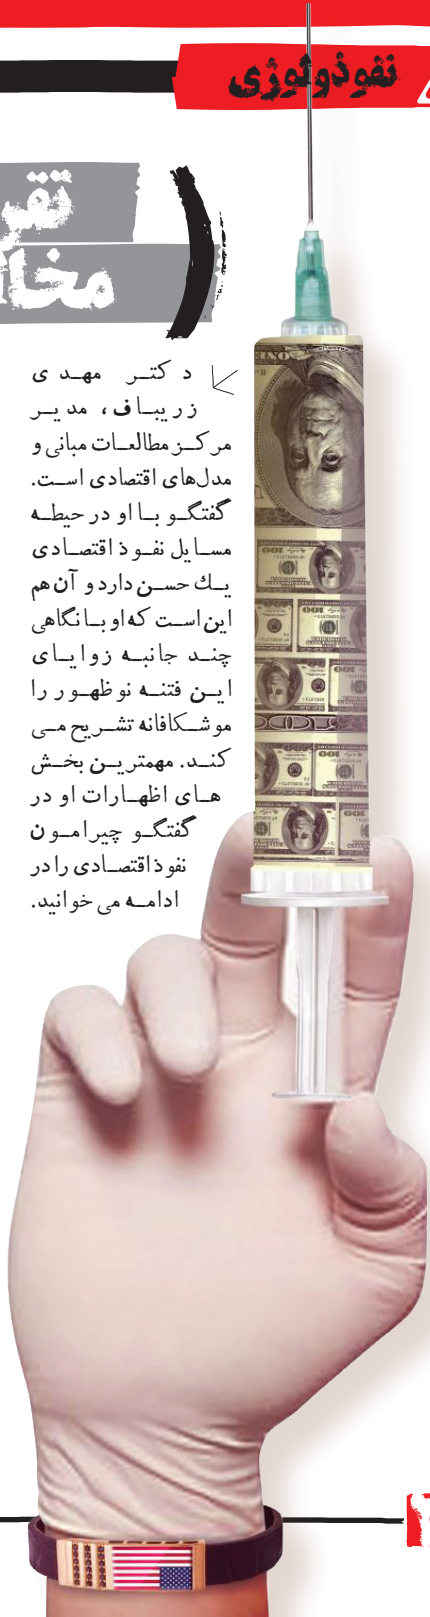 نفوذولوژی
دکتر مهدی
زریباف، مدیر
مرکز مطالعات مبانی و
مدل‌های اقتصادی است.
گفتگو با او در حیطه
مسایل نفوذ اقتصادی
یك حسن دارد و آن هم
این است که او با نگاهی
چند جانبه زوایای
این فتنه نوظهور را
موشکافانه تشریح می
کند. مهمترین بخش
های اظهارات او در
گفتگو چیرامون
نفوذ اقتصادی را در
ادامه می خوانید.